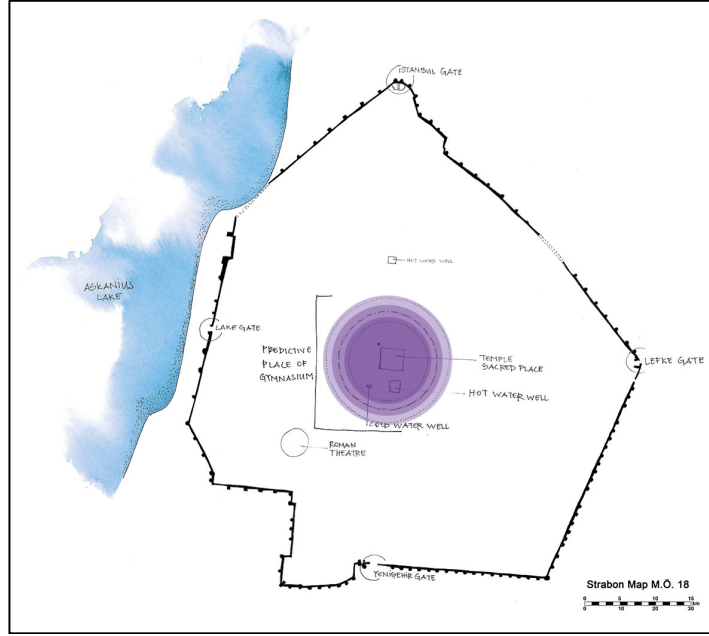 İSTANBUL GATE
HOT WATER WELL
ASKANIUS
LAKE
LAKE GATE
PREDICTIVE
PLACE OF
GYMNASIUM
TEMPLE
SACRED PLACE
LEFKE GATE
HOT WATER WELL
COLD WATER WELL
ROMAN
THEATRE
YENIŞEHİR GATE
Strabon Map M.Ö. 18
0 5 10 15
km
0 10 20 30